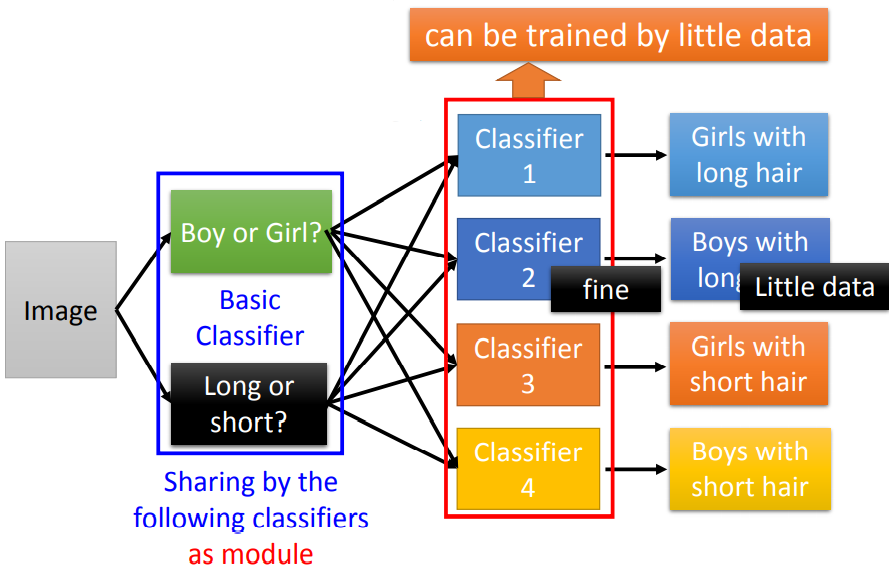 can be trained by little data
Image
Boy or Girl?
Basic
Classifier
Long or
short?
Sharing by the
following classifiers
as module
Classifier
1
Classifier
2
fine
Classifier
3
Classifier
4
Girls with
long hair
Boys with
Little data
Girls with
short hair
Boys with
short hair